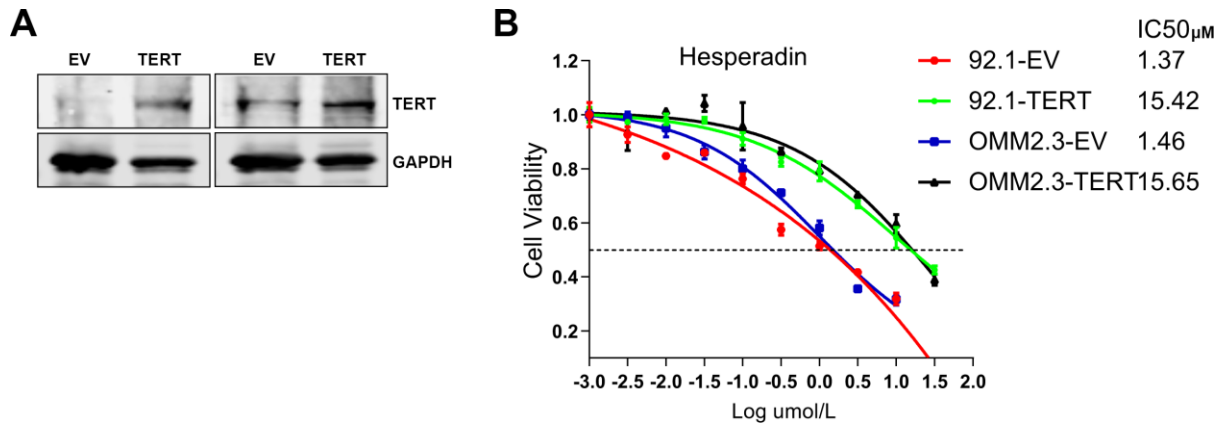 A
EV TERT EV TERT
TERT
GAPDH
B
Hesperadin
IC50μM
92.1-EV 1.37
92.1-TERT 15.42
OMM2.3-EV 1.46
OMM2.3-TERT15.65
Cell Viability
1.2
1.0
0.8
0.6
0.4
0.2
-3.0 -2.5 -2.0 -1.5 -1.0 -0.5 0.0 0.5 1.0 1.5 2.0
Log umol/L